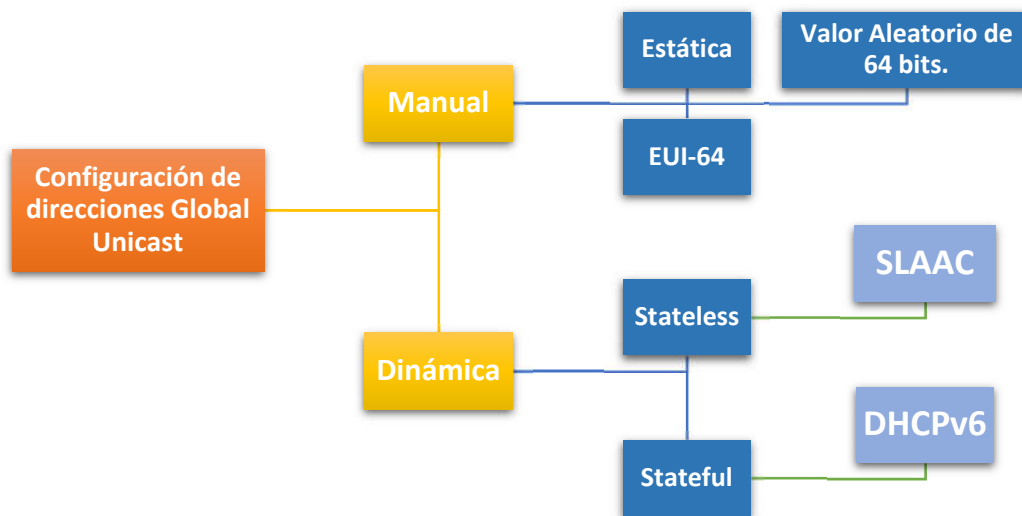 Estática
Valor Aleatorio de
64 bits.
Manual
EUI-64
Configuración de
direcciones Global
Unicast
SLAAC
Stateless
Dinámica
DHCPv6
Stateful